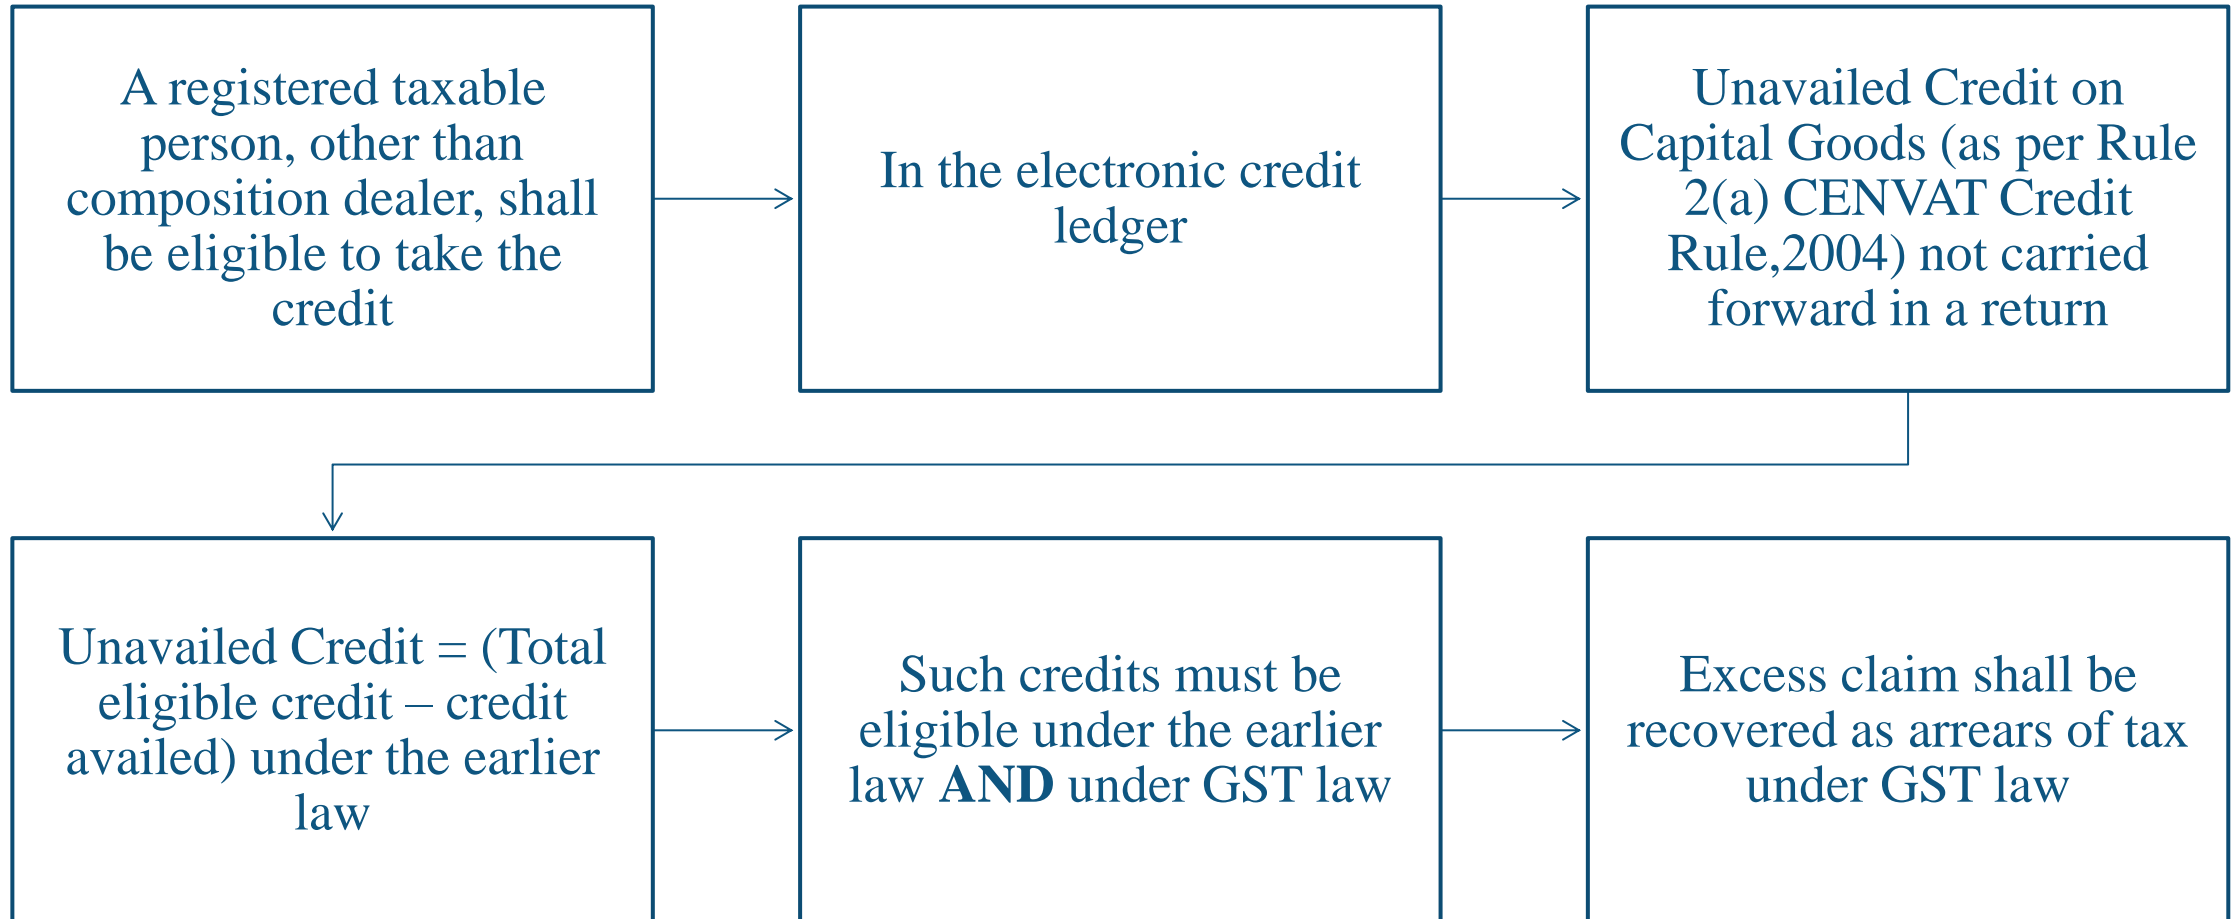 A registered taxable
person, other than
composition dealer, shall
be eligible to take the
credit
In the electronic credit
ledger
Unavailed Credit on
Capital Goods (as per Rule
2(a) CENVAT Credit
Rule,2004) not carried
forward in a return
Unavailed Credit = (Total
eligible credit – credit
availed) under the earlier
law
Such credits must be
eligible under the earlier
law AND under GST law
Excess claim shall be
recovered as arrears of tax
under GST law